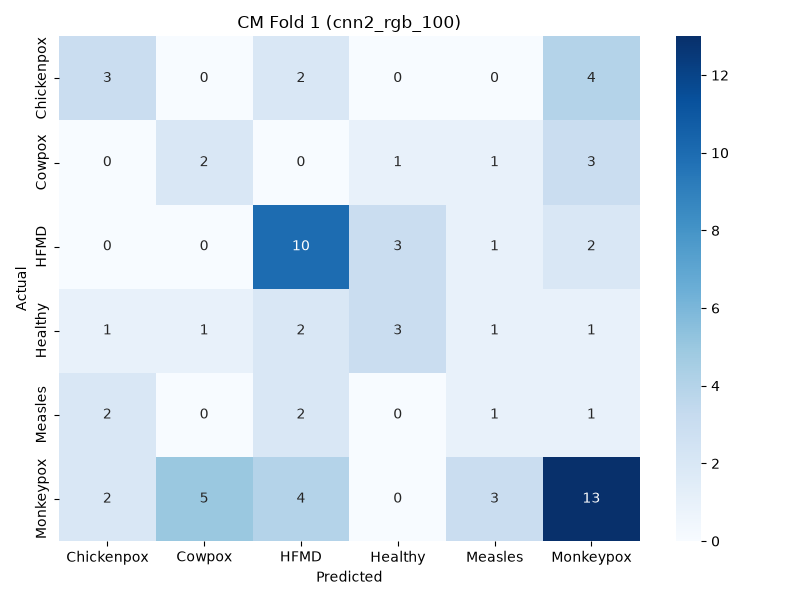 CM Fold 1 (cnn2_rgb_100)
Actual
Chickenpox 3 0 2 0 0 4
Cowpox 0 2 0 1 1 3
HFMD 0 0 10 3 1 2
Healthy 1 1 2 3 1 1
Measles 2 0 2 0 1 1
Monkeypox 2 5 4 0 3 13
Chickenpox Cowpox HFMD Healthy Measles Monkeypox
Predicted
12
10
8
6
4
2
0